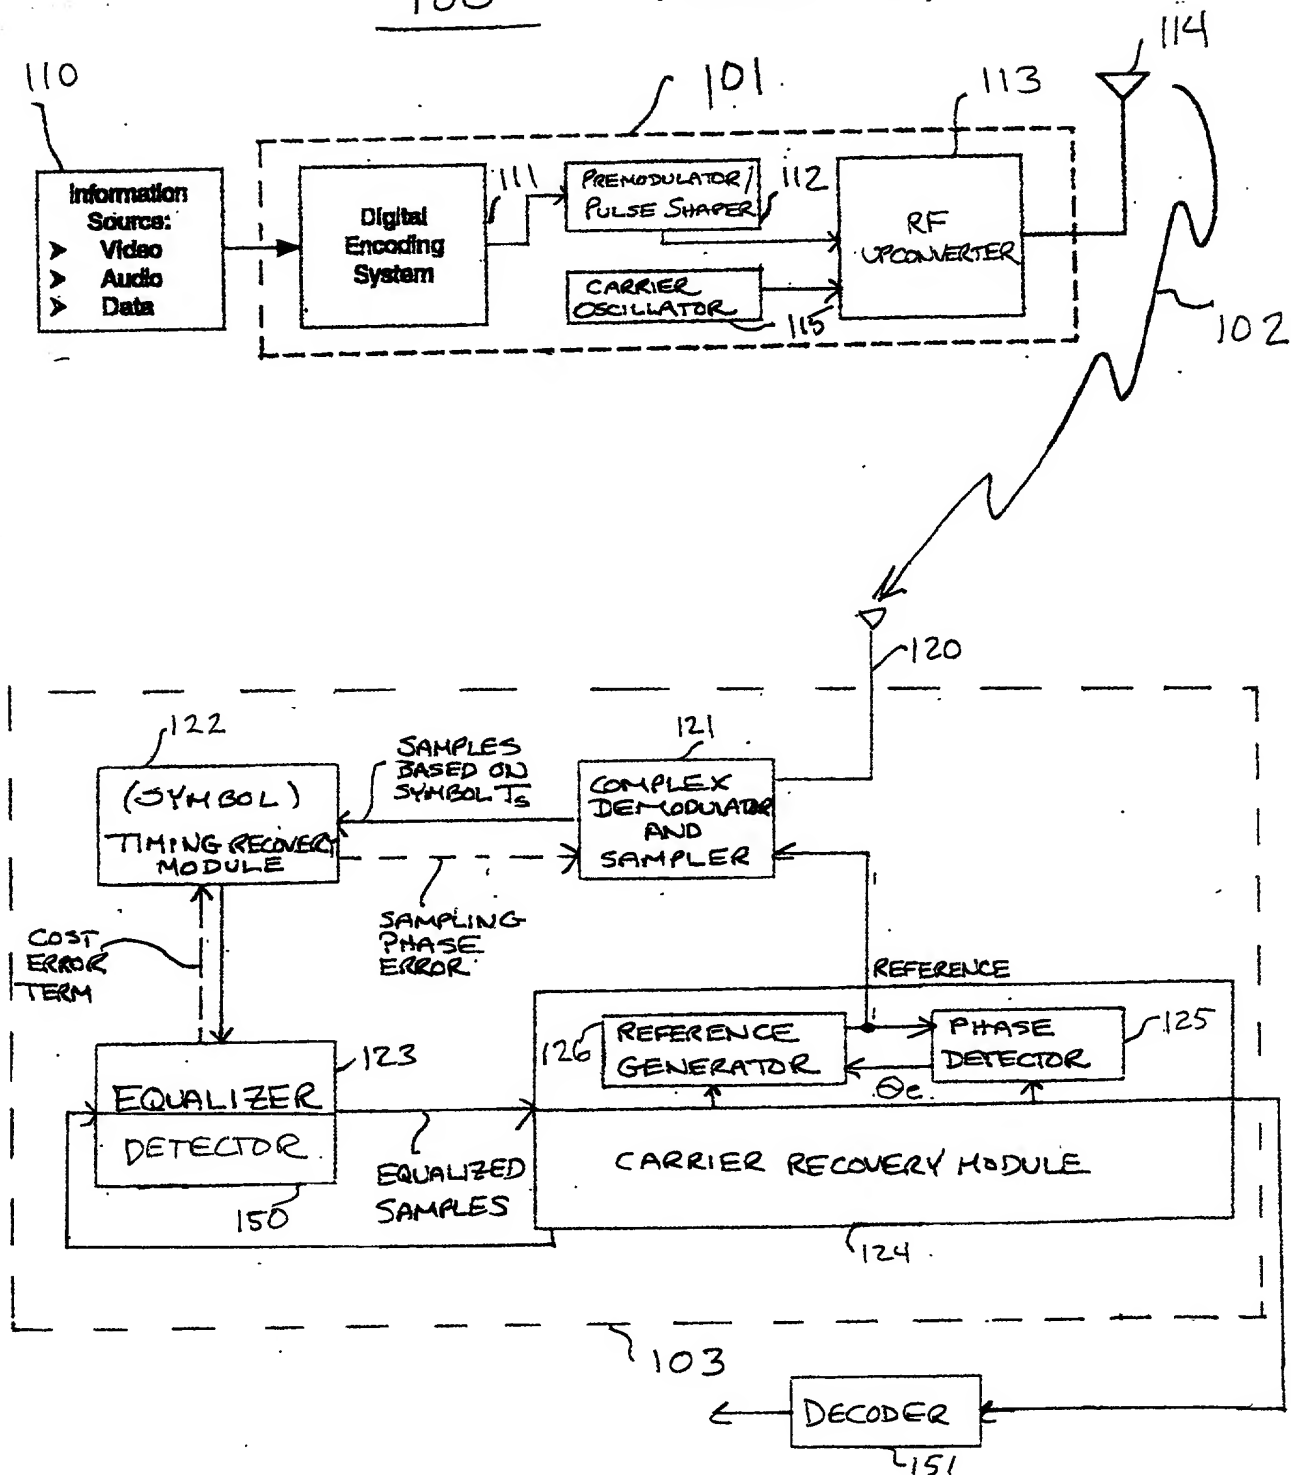 110
101
113
114
Information
Source:
➤ Video
➤ Audio
➤ Data
Digital
Encoding
System
111
PREMODULATOR/
PULSE SHAPER
112
CARRIER
OSCILLATOR
115
RF
UPCONVERTER
102
120
122
(SYMBOL)
TIMING RECOVERY
MODULE
SAMPLES
BASED ON
SYMBOL Ts
121
COMPLEX
DEMODULATOR
AND
SAMPLER
SAMPLING
PHASE
ERROR
COST
ERROR
TERM
REFERENCE
126
REFERENCE
GENERATOR
PHASE
DETECTOR
125
Θe
123
EQUALIZER
DETECTOR
150
EQUALIZED
SAMPLES
CARRIER RECOVERY MODULE
124
103
DECODER
151